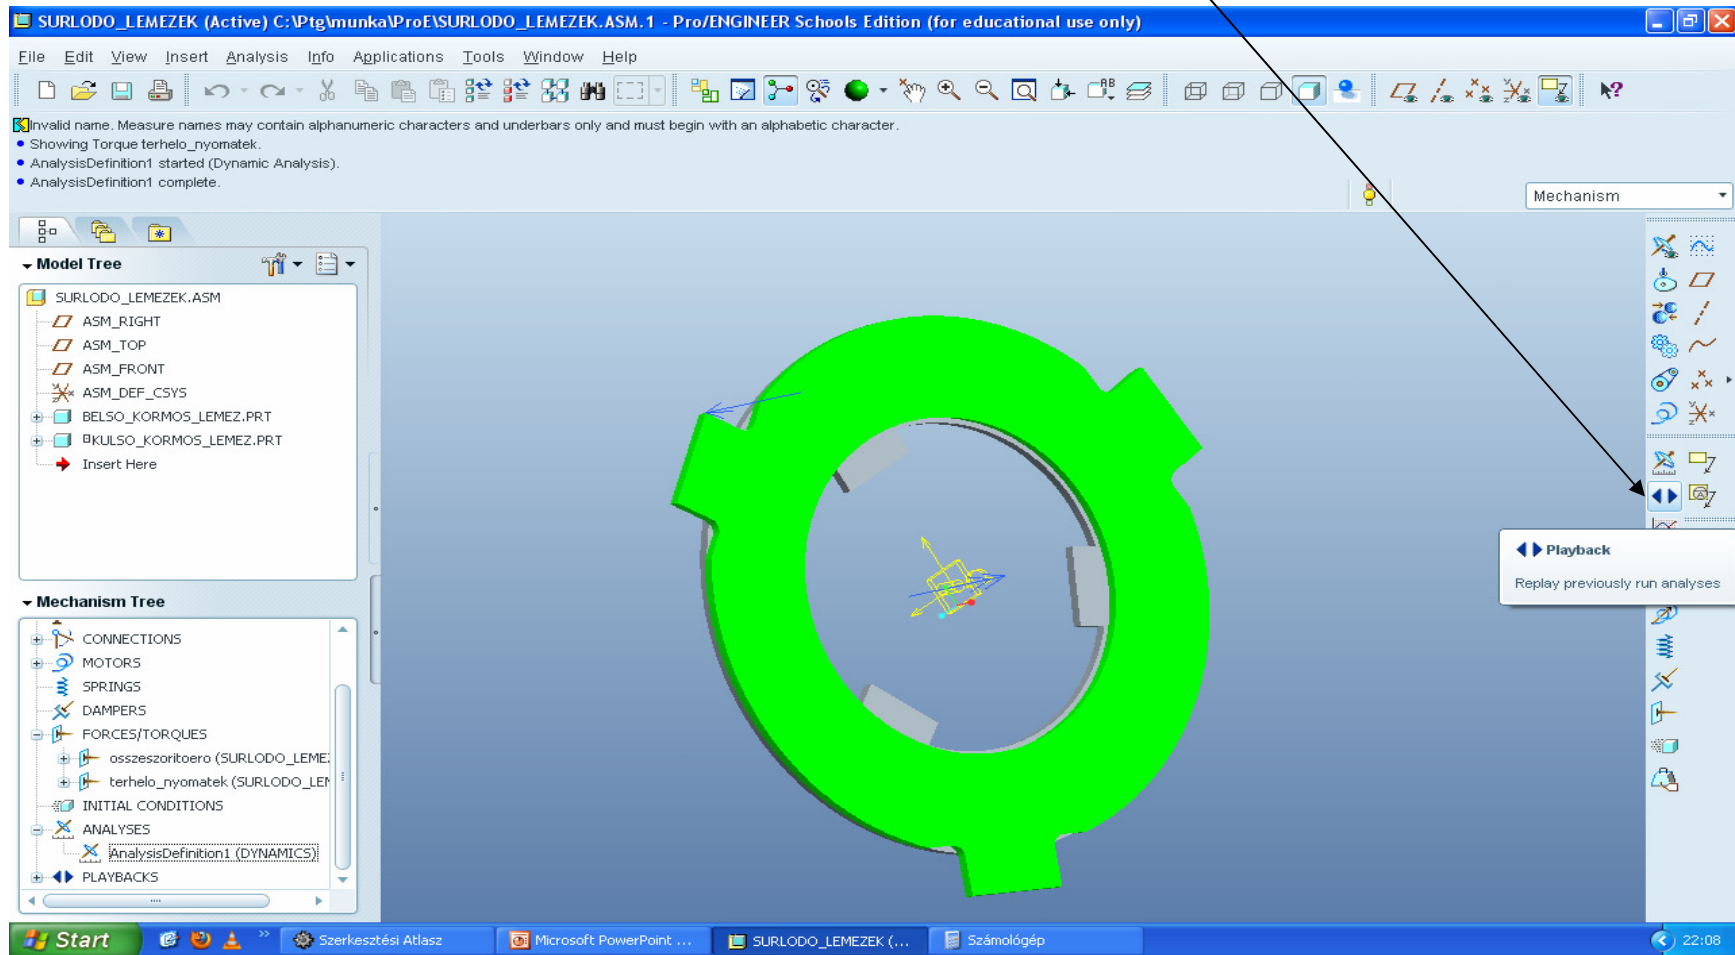 SURLODO_LEMEZEK (Active) C:\Ptg\munka\ProE\SURLODO_LEMEZEK.ASM.1 - Pro/ENGINEER Schools Edition (for educational use only)
File Edit View Insert Analysis Info Applications Tools Window Help
Invalid name. Measure names may contain alphanumeric characters and underbars only and must begin with an alphabetic character.
• Showing Torque terhelo_nyomatek.
• AnalysisDefinition1 started (Dynamic Analysis).
• AnalysisDefinition1 complete.
Mechanism
Model Tree
SURLODO_LEMEZEK.ASM
ASM_RIGHT
ASM_TOP
ASM_FRONT
ASM_DEF_CSYS
BELSO_KORMOS_LEMEZ.PRT
KULSO_KORMOS_LEMEZ.PRT
Insert Here
Playback
Replay previously run analyses
Mechanism Tree
CONNECTIONS
MOTORS
SPRINGS
DAMPERS
FORCES/TORQUES
osszeszoritoero (SURLODO_LEME
terhelo_nyomatek (SURLODO_LEM
INITIAL CONDITIONS
ANALYSES
AnalysisDefinition1 (DYNAMICS)
PLAYBACKS
Start Szerkesztési Atlasz Microsoft PowerPoint ... SURLODO_LEMEZEK (... Számológép 22:08